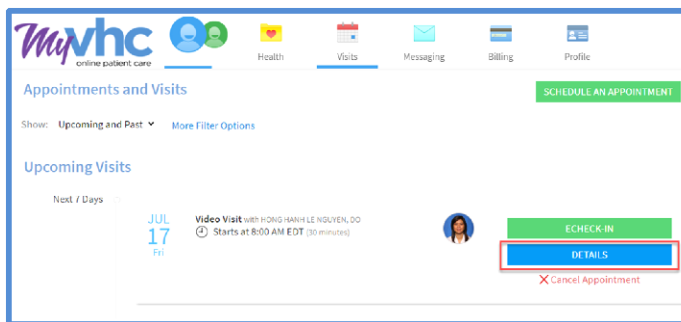 Myvhc
online patient care
Health
Visits
Messaging
Billing
Profile
Appointments and Visits
SCHEDULE AN APPOINTMENT
Show: Upcoming and Past
More Filter Options
Upcoming Visits
Next 7 Days
JUL
17
Fri
Video Visit with HONG HANH LE NGUYEN, DO
Starts at 8:00 AM EDT (30 minutes)
ECHECK-IN
DETAILS
Cancel Appointment